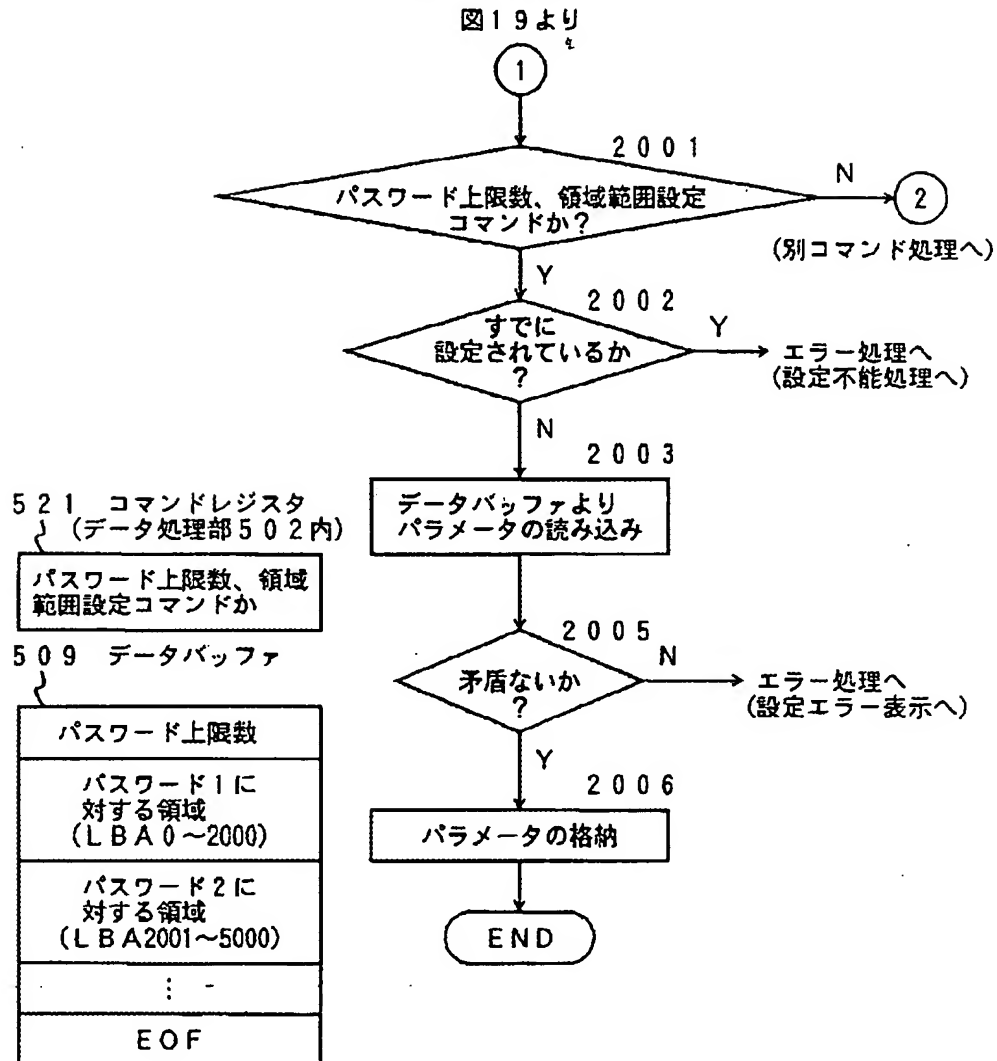 図19より
1
2001
パスワード上限数、領域範囲設定
コマンドか?
N
2
(別コマンド処理へ)
Y
2002
すでに
設定されているか
?
Y
エラー処理へ
(設定不能処理へ)
N
2003
データバッファより
パラメータの読み込み
521 コマンドレジスタ
(データ処理部502内)
パスワード上限数、領域
範囲設定コマンドか
2005
矛盾ないか
?
N
エラー処理へ
(設定エラー表示へ)
Y
2006
パラメータの格納
END
509 データバッファ
パスワード上限数
パスワード1に
対する領域
(LBA0~2000)
パスワード2に
対する領域
(LBA2001~5000)
⋮
EOF